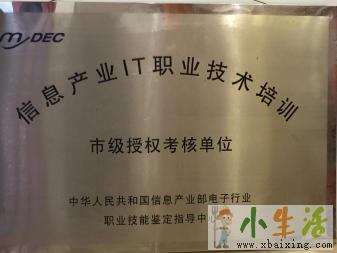 DEC
信息产业IT职业技术培训
市级授权考核单位
中华人民共和国信息产业部电子行业
职业技能鉴定指导中
小生活
www.xbaixing.com